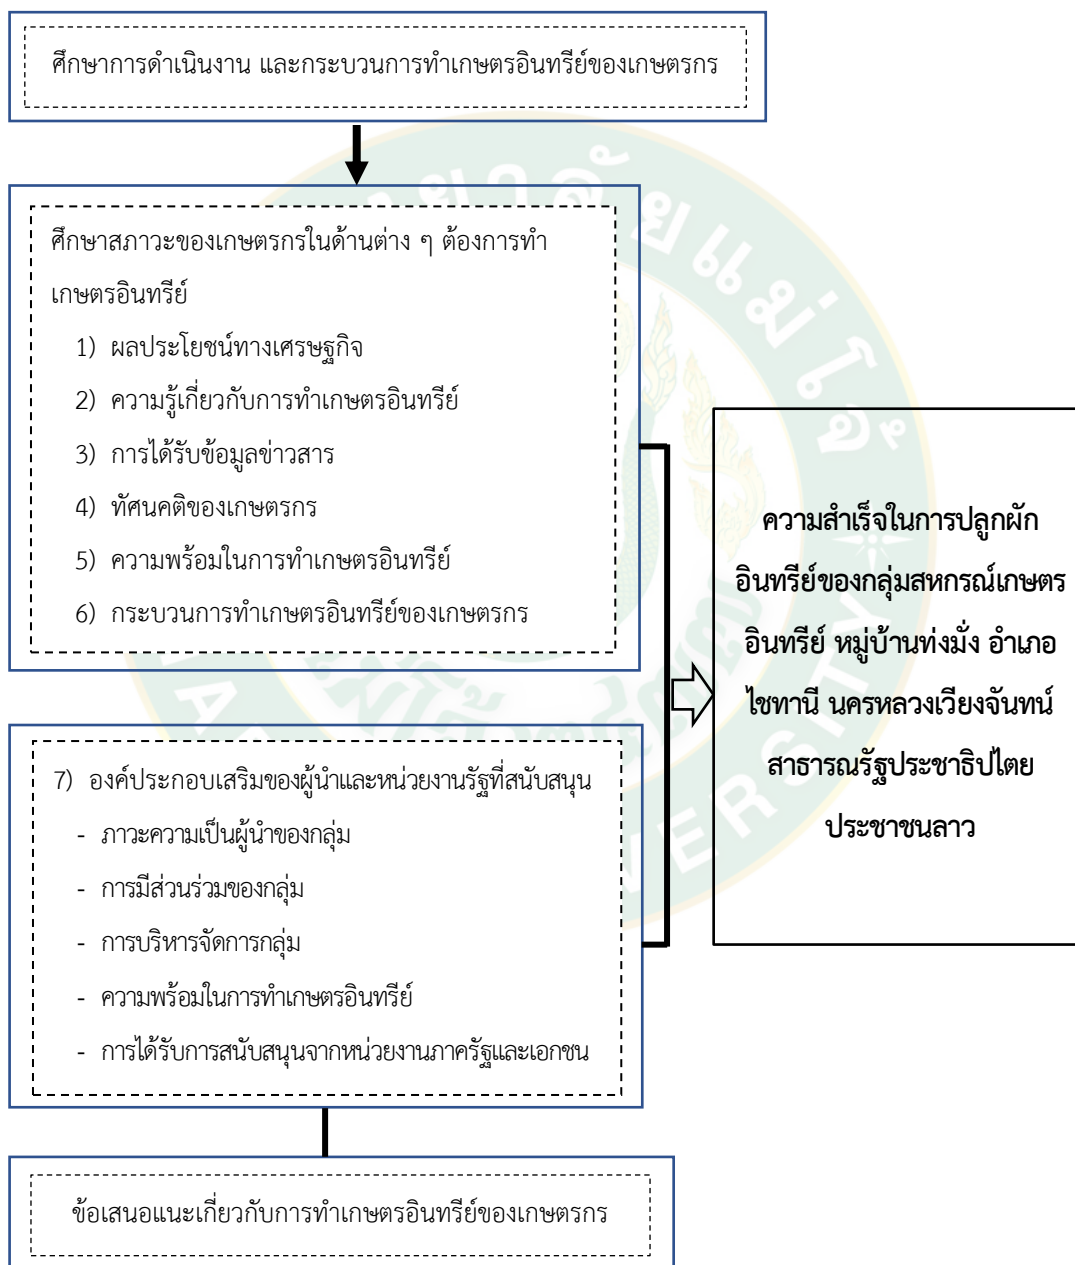 ศึกษาการดำเนินงาน และกระบวนการทำเกษตรอินทรีย์ของเกษตรกร
ศึกษาสภาวะของเกษตรกรในด้านต่าง ๆ ต้องการทำ
เกษตรอินทรีย์
1) ผลประโยชน์ทางเศรษฐกิจ
2) ความรู้เกี่ยวกับการทำเกษตรอินทรีย์
3) การได้รับข้อมูลข่าวสาร
4) ทัศนคติของเกษตรกร
5) ความพร้อมในการทำเกษตรอินทรีย์
6) กระบวนการทำเกษตรอินทรีย์ของเกษตรกร
7) องค์ประกอบเสริมของผู้นำและหน่วยงานรัฐที่สนับสนุน
- ภาวะความเป็นผู้นำของกลุ่ม
- การมีส่วนร่วมของกลุ่ม
- การบริหารจัดการกลุ่ม
- ความพร้อมในการทำเกษตรอินทรีย์
- การได้รับการสนับสนุนจากหน่วยงานภาครัฐและเอกชน
ข้อเสนอแนะเกี่ยวกับการทำเกษตรอินทรีย์ของเกษตรกร
ความสำเร็จในการปลูกผัก
อินทรีย์ของกลุ่มสหกรณ์เกษตร
อินทรีย์ หมู่บ้านท่งมั่ง อำเภอ
ไชทานี นครหลวงเวียงจันทน์
สาธารณรัฐประชาธิปไตย
ประชาชนลาว